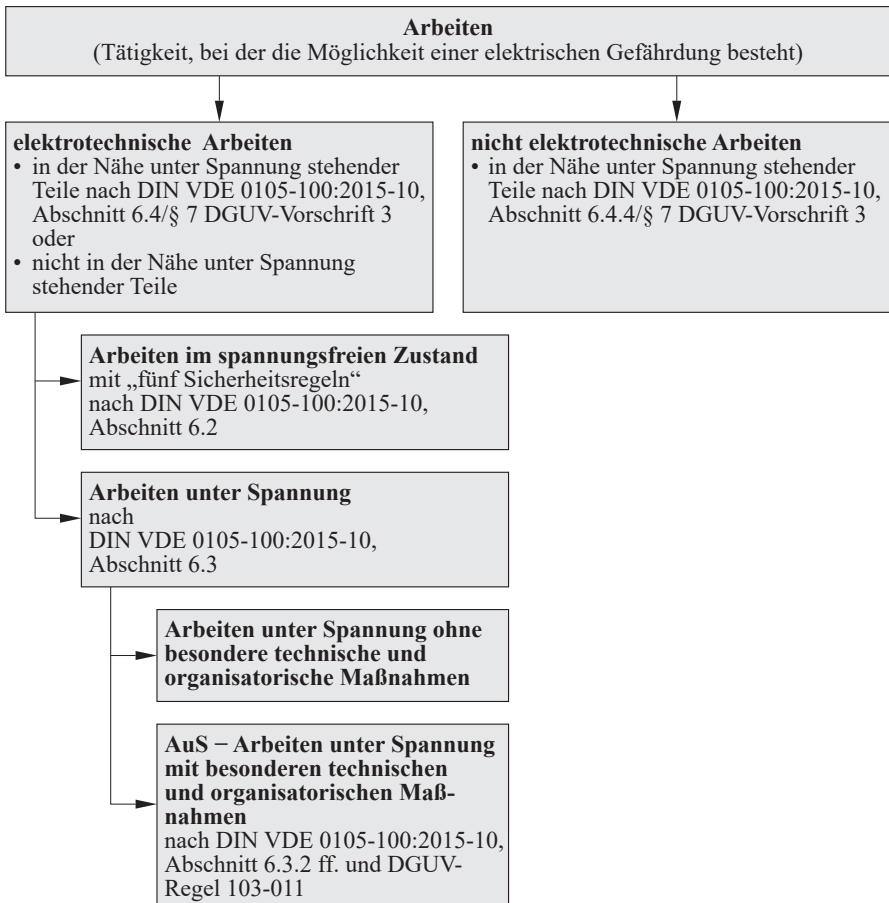 Arbeiten
(Tätigkeit, bei der die Möglichkeit einer elektrischen Gefährdung besteht)
elektrotechnische Arbeiten
• in der Nähe unter Spannung stehender
Teile nach DIN VDE 0105-100:2015-10,
Abschnitt 6.4/§ 7 DGUV-Vorschrift 3
oder
• nicht in der Nähe unter Spannung
stehender Teile
nicht elektrotechnische Arbeiten
• in der Nähe unter Spannung stehender
Teile nach DIN VDE 0105-100:2015-10,
Abschnitt 6.4.4/§ 7 DGUV-Vorschrift 3
Arbeiten im spannungsfreien Zustand
mit „fünf Sicherheitsregeln“
nach DIN VDE 0105-100:2015-10,
Abschnitt 6.2
Arbeiten unter Spannung
nach
DIN VDE 0105-100:2015-10,
Abschnitt 6.3
Arbeiten unter Spannung ohne
besondere technische und
organisatorische Maßnahmen
AuS − Arbeiten unter Spannung
mit besonderen technischen
und organisatorischen Maß-
nahmen
nach DIN VDE 0105-100:2015-10,
Abschnitt 6.3.2 ff. und DGUV-
Regel 103-011